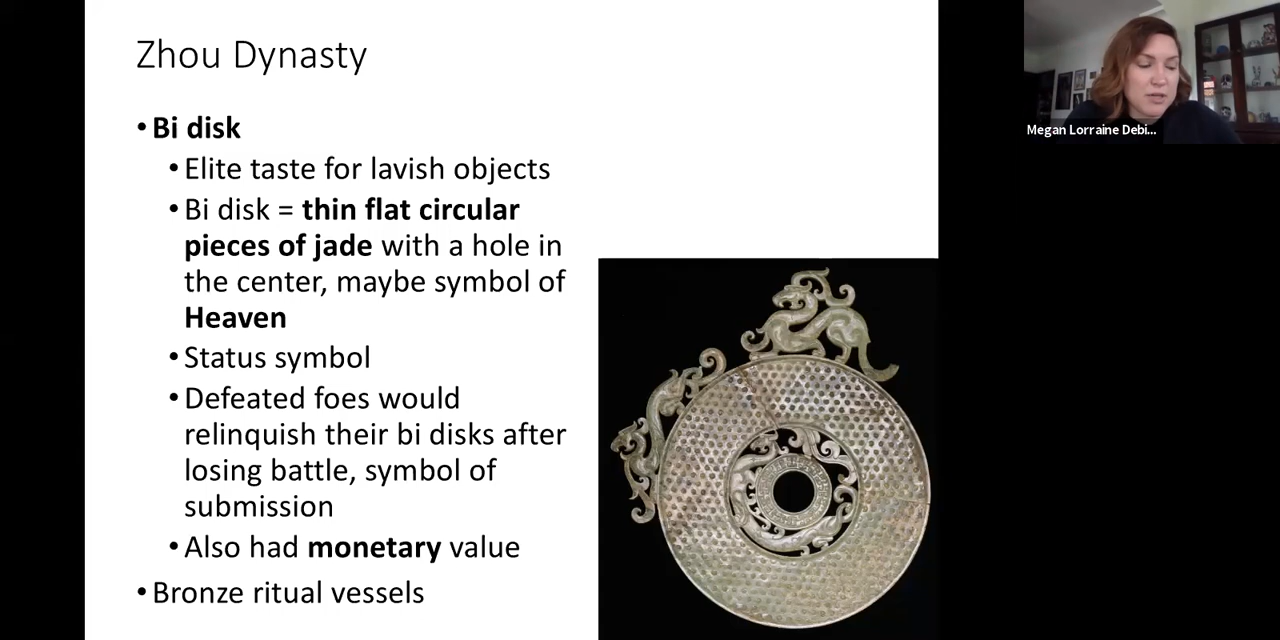 Zhou Dynasty
• Bi disk
• Elite taste for lavish objects
• Bi disk = thin flat circular
pieces of jade with a hole in
the center, maybe symbol of
Heaven
• Status symbol
• Defeated foes would
relinquish their bi disks after
losing battle, symbol of
submission
• Also had monetary value
• Bronze ritual vessels
Megan Lorraine Debi...